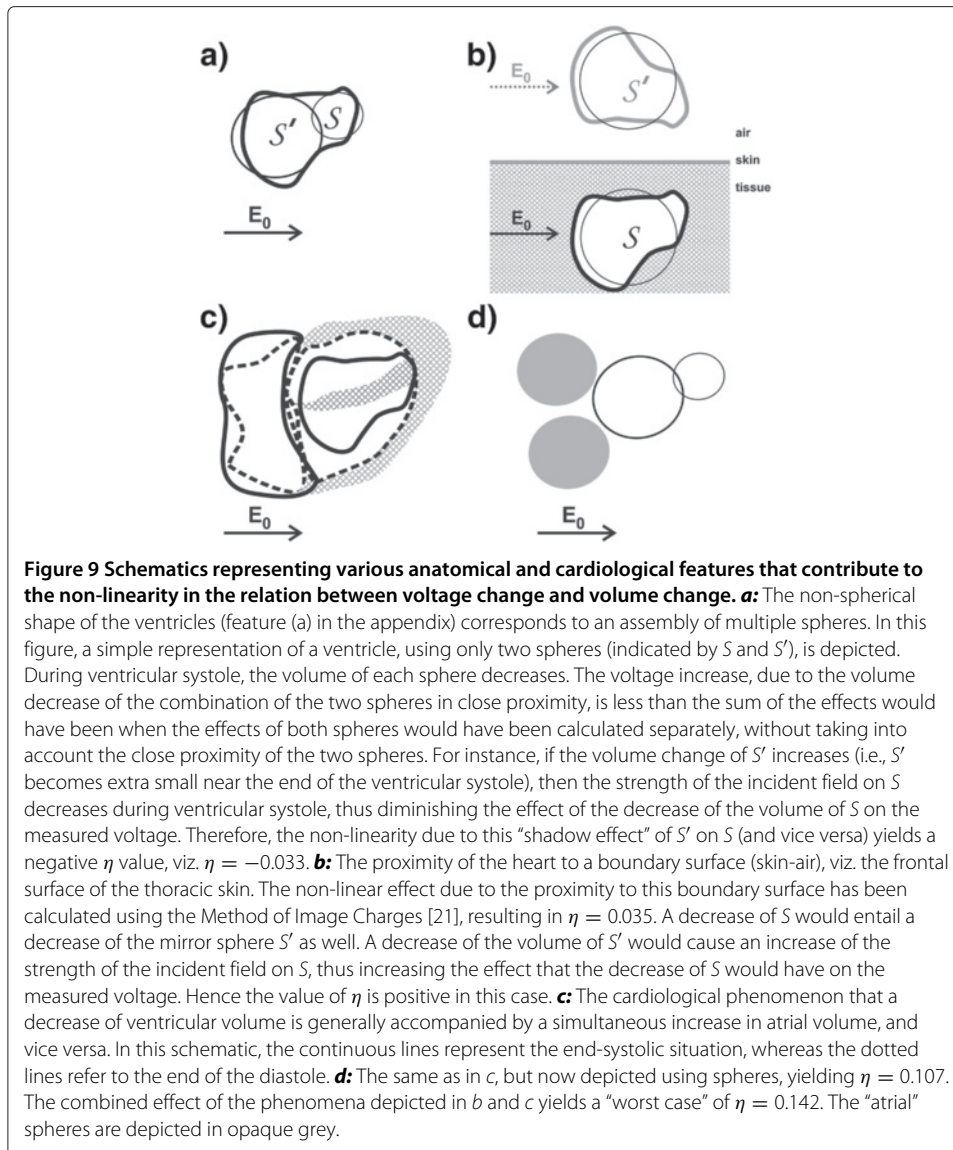 a)
S′
S
E₀
b)
E₀
S′
air
skin
tissue
E₀
S
c)
E₀
d)
E₀
Figure 9 Schematics representing various anatomical and cardiological features that contribute to
the non-linearity in the relation between voltage change and volume change. a: The non-spherical
shape of the ventricles (feature (a) in the appendix) corresponds to an assembly of multiple spheres. In this
figure, a simple representation of a ventricle, using only two spheres (indicated by S and S′), is depicted.
During ventricular systole, the volume of each sphere decreases. The voltage increase, due to the volume
decrease of the combination of the two spheres in close proximity, is less than the sum of the effects would
have been when the effects of both spheres would have been calculated separately, without taking into
account the close proximity of the two spheres. For instance, if the volume change of S′ increases (i.e., S′
becomes extra small near the end of the ventricular systole), then the strength of the incident field on S
decreases during ventricular systole, thus diminishing the effect of the decrease of the volume of S on the
measured voltage. Therefore, the non-linearity due to this “shadow effect” of S′ on S (and vice versa) yields a
negative η value, viz. η = −0.033. b: The proximity of the heart to a boundary surface (skin-air), viz. the frontal
surface of the thoracic skin. The non-linear effect due to the proximity to this boundary surface has been
calculated using the Method of Image Charges [21], resulting in η = 0.035. A decrease of S would entail a
decrease of the mirror sphere S′ as well. A decrease of the volume of S′ would cause an increase of the
strength of the incident field on S, thus increasing the effect that the decrease of S would have on the
measured voltage. Hence the value of η is positive in this case. c: The cardiological phenomenon that a
decrease of ventricular volume is generally accompanied by a simultaneous increase in atrial volume, and
vice versa. In this schematic, the continuous lines represent the end-systolic situation, whereas the dotted
lines refer to the end of the diastole. d: The same as in c, but now depicted using spheres, yielding η = 0.107.
The combined effect of the phenomena depicted in b and c yields a “worst case” of η = 0.142. The “atrial”
spheres are depicted in opaque grey.